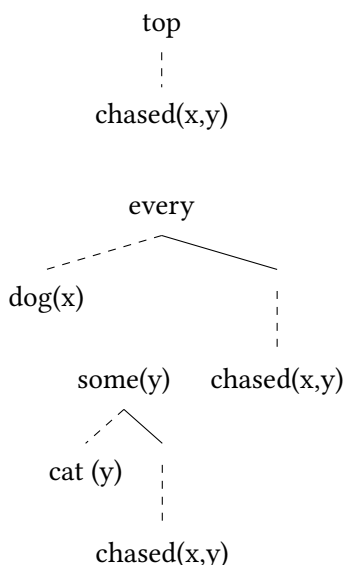 top
chased(x,y)
every
dog(x)
some(y) chased(x,y)
cat (y)
chased(x,y)